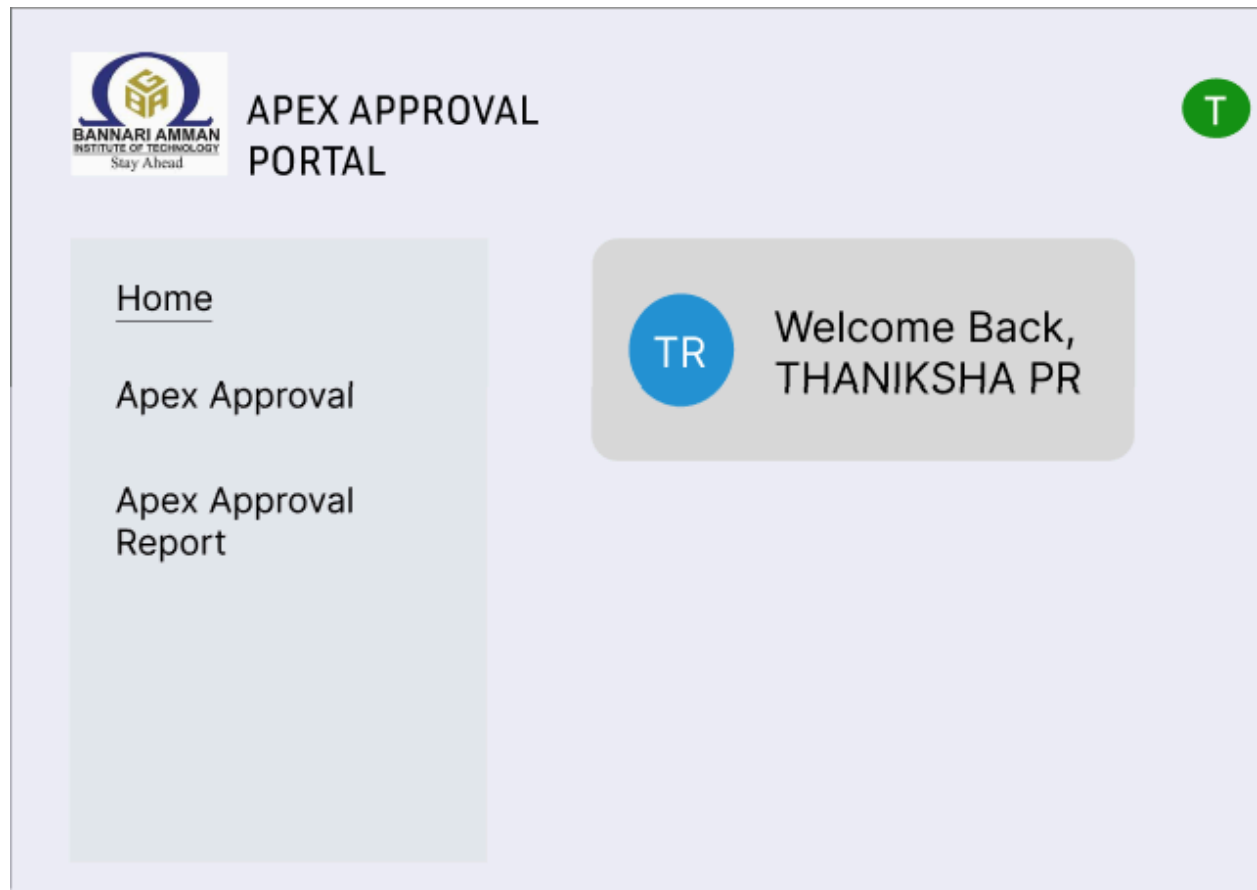 BANNARI AMMAN
INSTITUTE OF TECHNOLOGY
Stay Ahead
APEX APPROVAL
PORTAL
T
Home
Apex Approval
Apex Approval
Report
TR
Welcome Back,
THANIKSHA PR